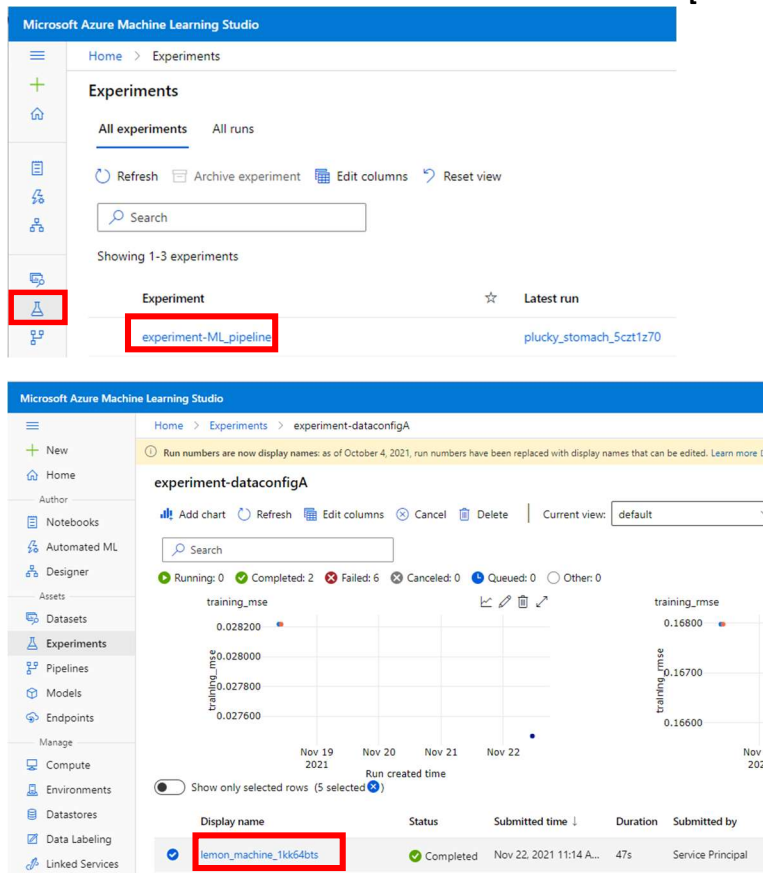 [
Microsoft Azure Machine Learning Studio
Home > Experiments
Experiments
All experiments All runs
Refresh Archive experiment Edit columns Reset view
Search
Showing 1-3 experiments
Experiment Latest run
experiment-ML_pipeline plucky_stomach_5czt1z70
Microsoft Azure Machine Learning Studio
Home > Experiments > experiment-dataconfigA
New
Run numbers are now display names: as of October 4, 2021, run numbers have been replaced with display names that can be edited. Learn more
Home
experiment-dataconfigA
Author
Notebooks
Add chart Refresh Edit columns Cancel Delete Current view: default
Automated ML
Search
Designer
Running: 0 Completed: 2 Failed: 6 Canceled: 0 Queued: 0 Other: 0
Assets
training_mse training_rmse
Datasets
0.028200 0.16800
Experiments
0.028000
Pipelines
training_mse training_rmse
0.16700
Models
0.027800
Endpoints
0.027600 0.16600
Manage
Nov 19 Nov 20 Nov 21 Nov 22 Nov
2021 202
Compute
Run created time
Environments
Show only selected rows (5 selected)
Datastores
Display name Status Submitted time ↓ Duration Submitted by
Data Labeling
lemon_machine_1kk64bts Completed Nov 22, 2021 11:14 A... 47s Service Principal
Linked Services